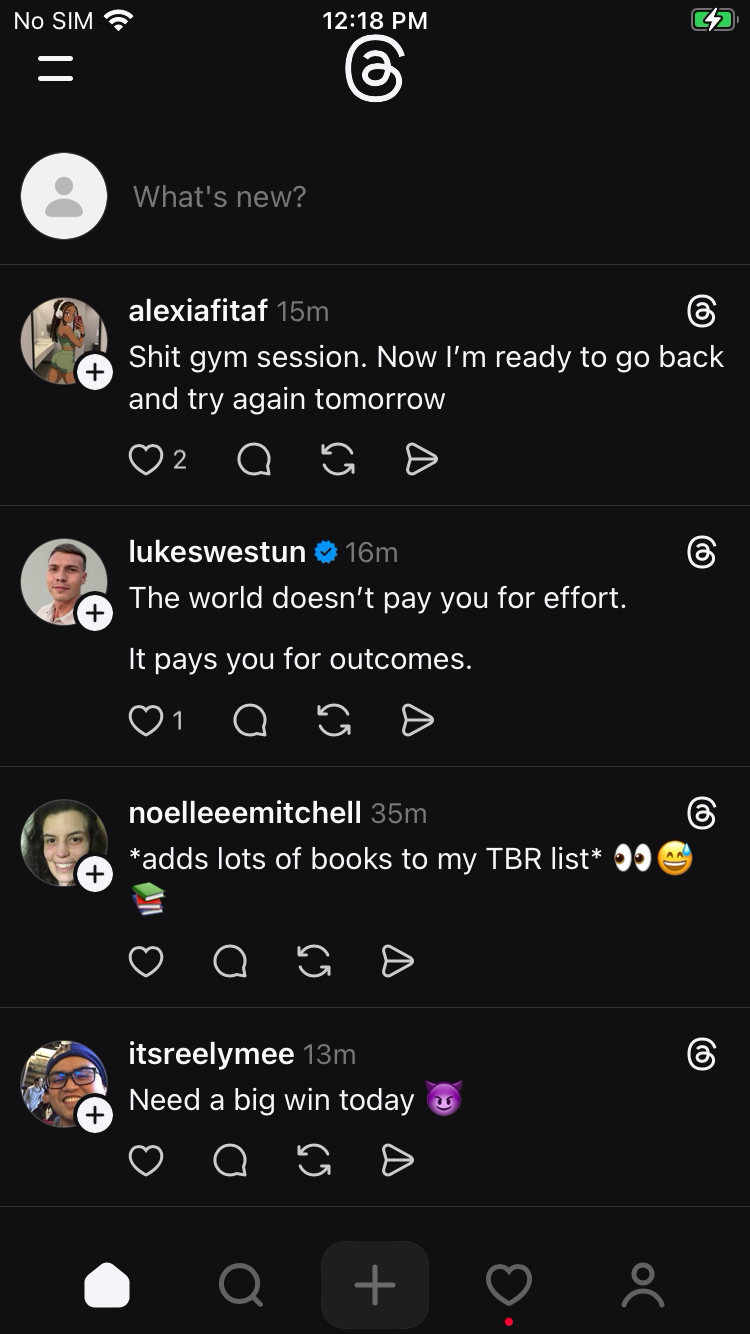 No SIM 12:18 PM
What's new?
alexiafitaf 15m
Shit gym session. Now I’m ready to go back
and try again tomorrow
2
lukeswestun 16m
The world doesn’t pay you for effort.
It pays you for outcomes.
1
noelleeemitchell 35m
*adds lots of books to my TBR list* 👀😅
📚
itsreelymee 13m
Need a big win today 😈